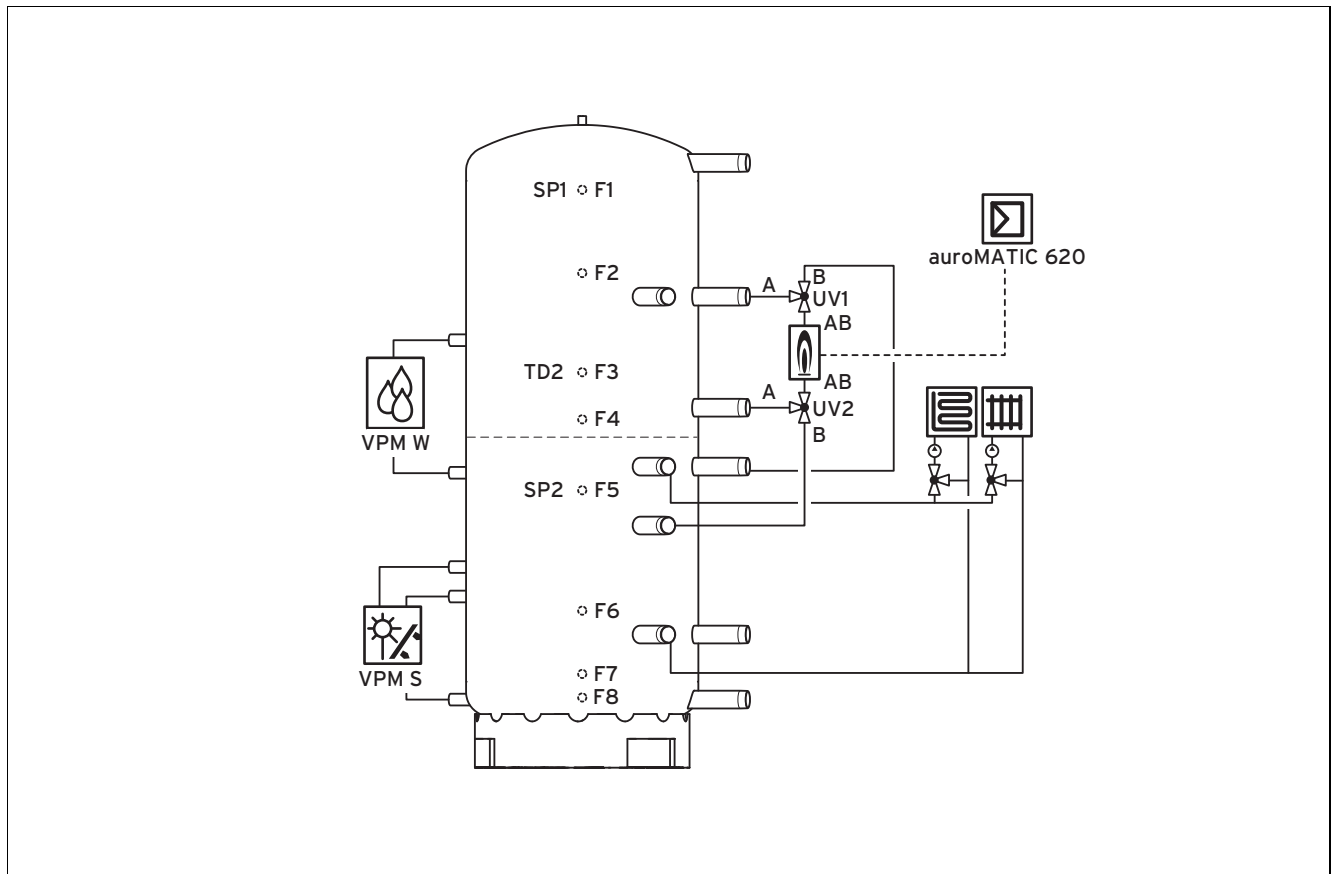 SP1 F1
auroMATIC 620
F2
B
A
UV1
AB
TD2 F3
AB
A
UV2
F4
B
VPM W
SP2 F5
F6
F7
VPM S
F8